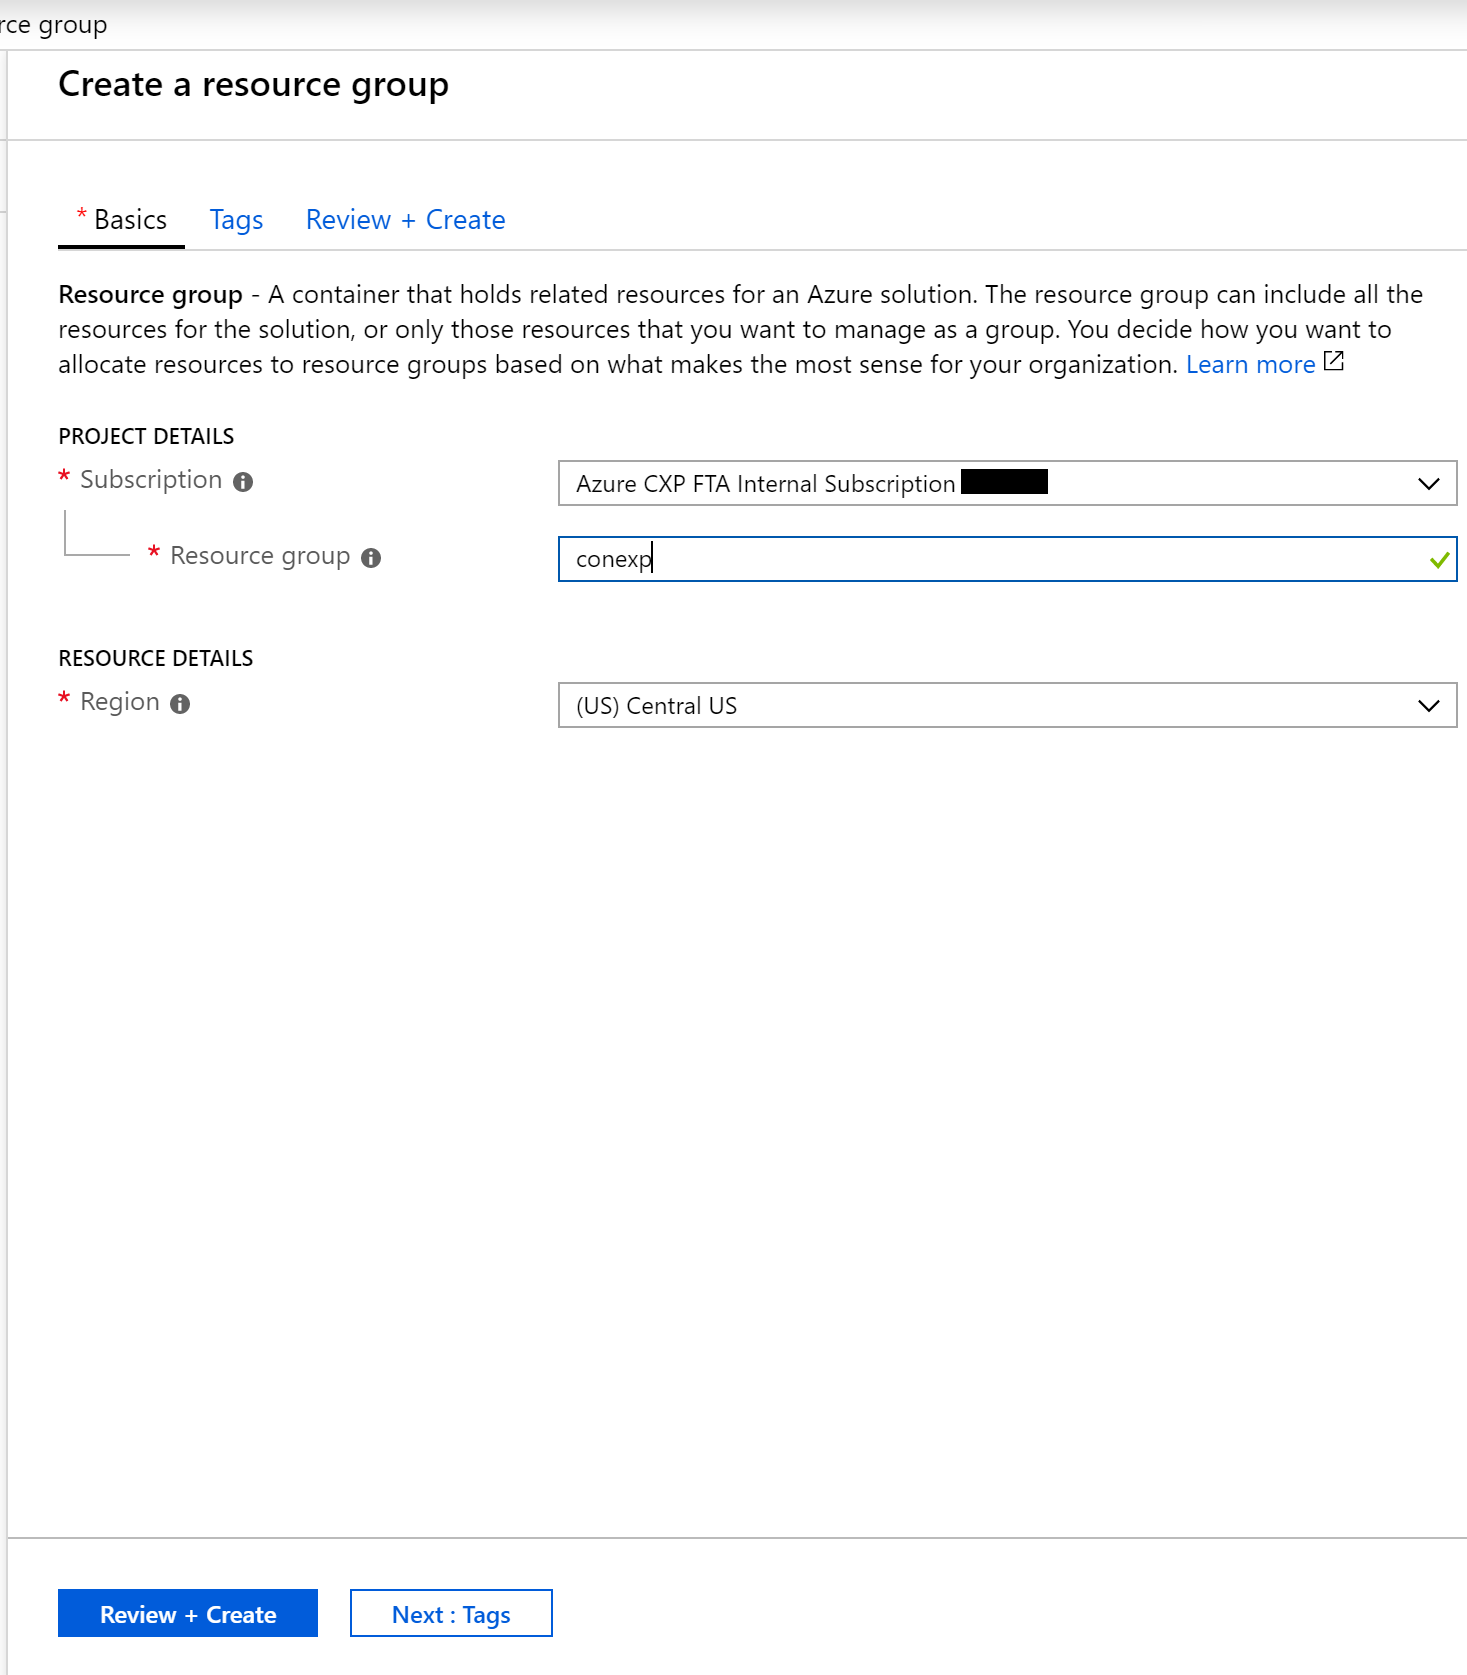 rce group
Create a resource group
* Basics Tags Review + Create
Resource group - A container that holds related resources for an Azure solution. The resource group can include all the
resources for the solution, or only those resources that you want to manage as a group. You decide how you want to
allocate resources to resource groups based on what makes the most sense for your organization. Learn more
PROJECT DETAILS
* Subscription Azure CXP FTA Internal Subscription
* Resource group conexp
RESOURCE DETAILS
* Region (US) Central US
Review + Create Next : Tags